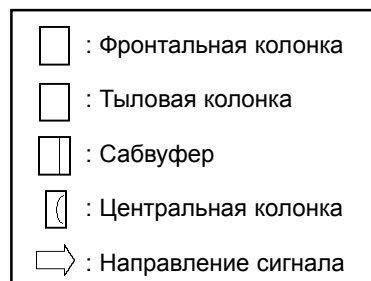 : Фронтальная колонка
: Тыловая колонка
: Сабвуфер
: Центральная колонка
: Направление сигнала